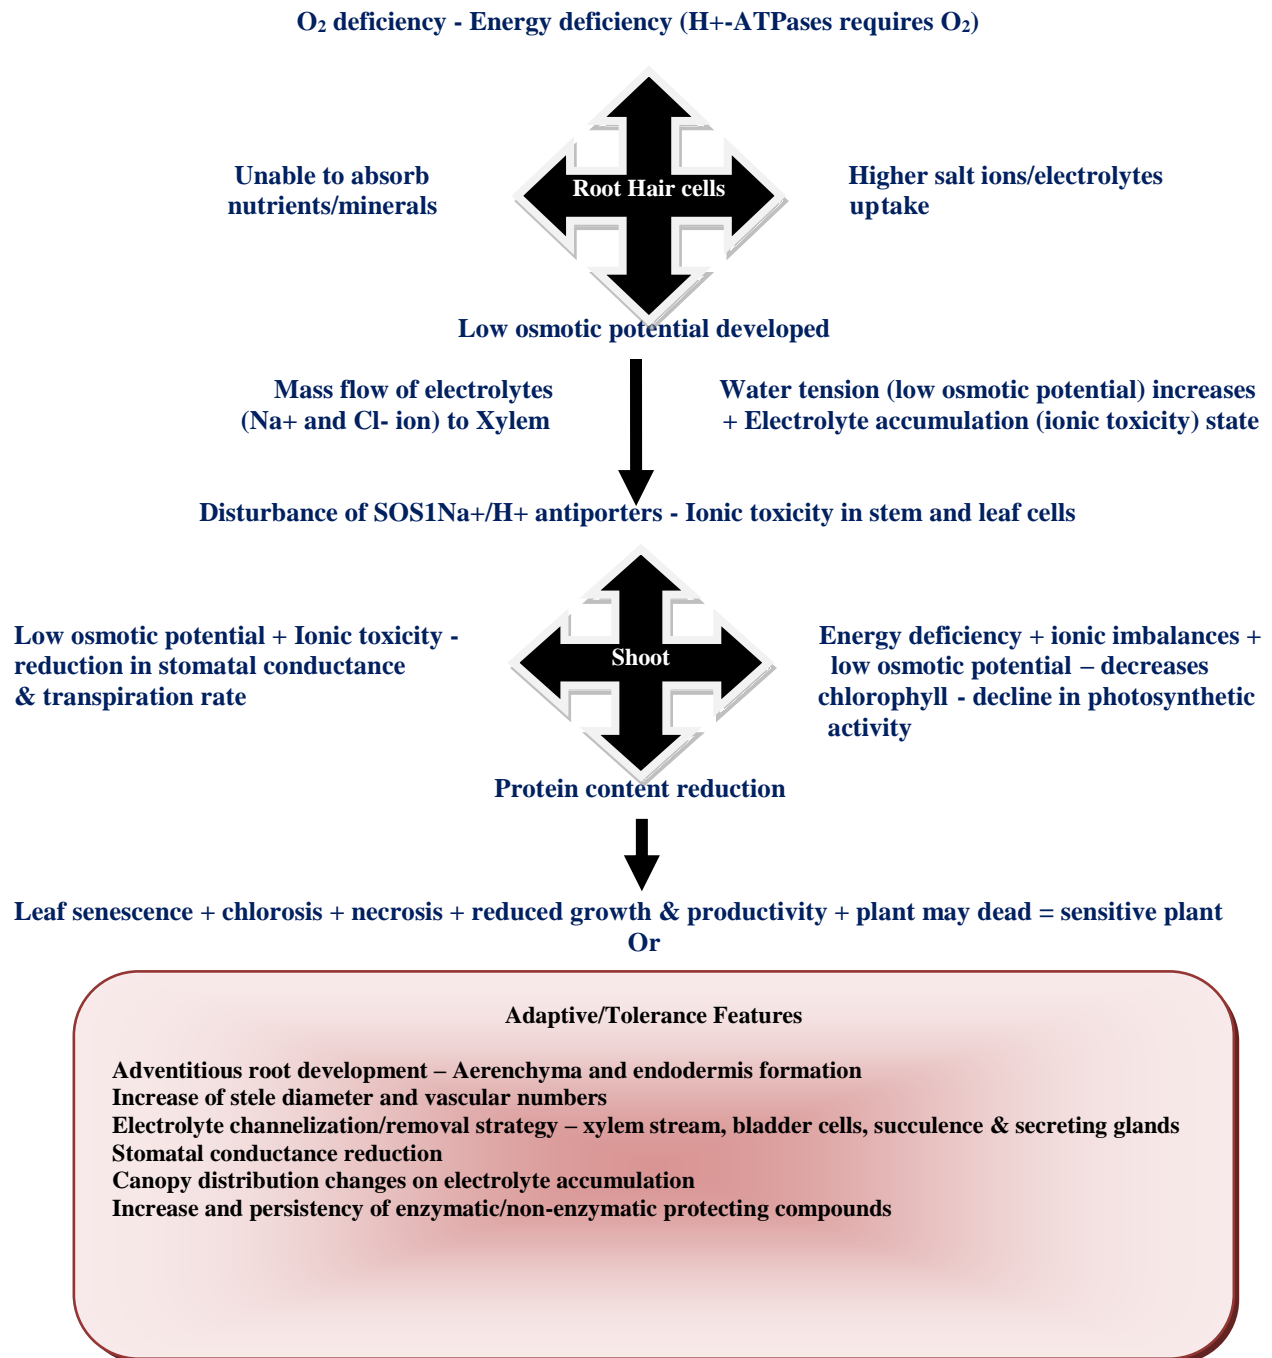 O₂ deficiency - Energy deficiency (H+-ATPases requires O₂)
Unable to absorb
nutrients/minerals
Root Hair cells
Higher salt ions/electrolytes
uptake
Low osmotic potential developed
Mass flow of electrolytes
(Na+ and Cl- ion) to Xylem
Water tension (low osmotic potential) increases
+ Electrolyte accumulation (ionic toxicity) state
Disturbance of SOS1Na+/H+ antiporters - Ionic toxicity in stem and leaf cells
Low osmotic potential + Ionic toxicity -
reduction in stomatal conductance
& transpiration rate
Shoot
Energy deficiency + ionic imbalances +
low osmotic potential – decreases
chlorophyll - decline in photosynthetic
activity
Protein content reduction
Leaf senescence + chlorosis + necrosis + reduced growth & productivity + plant may dead = sensitive plant
Or
Adaptive/Tolerance Features
Adventitious root development – Aerenchyma and endodermis formation
Increase of stele diameter and vascular numbers
Electrolyte channelization/removal strategy – xylem stream, bladder cells, succulence & secreting glands
Stomatal conductance reduction
Canopy distribution changes on electrolyte accumulation
Increase and persistency of enzymatic/non-enzymatic protecting compounds